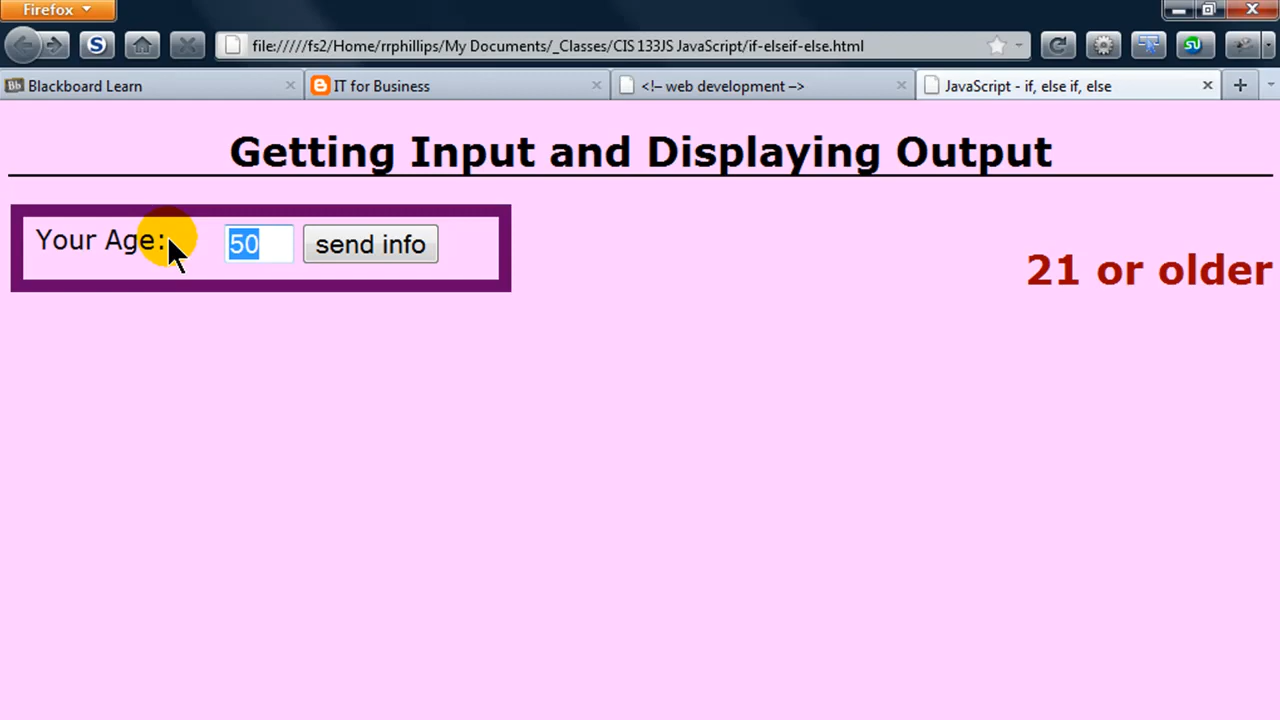 Firefox
S
file://///fs2/Home/rrphillips/My Documents/_Classes/CIS 133JS JavaScript/if-elseif-else.html
Bb Blackboard Learn
IT for Business
<!– web development –>
JavaScript - if, else if, else
Getting Input and Displaying Output
Your Age: 50 send info
21 or older